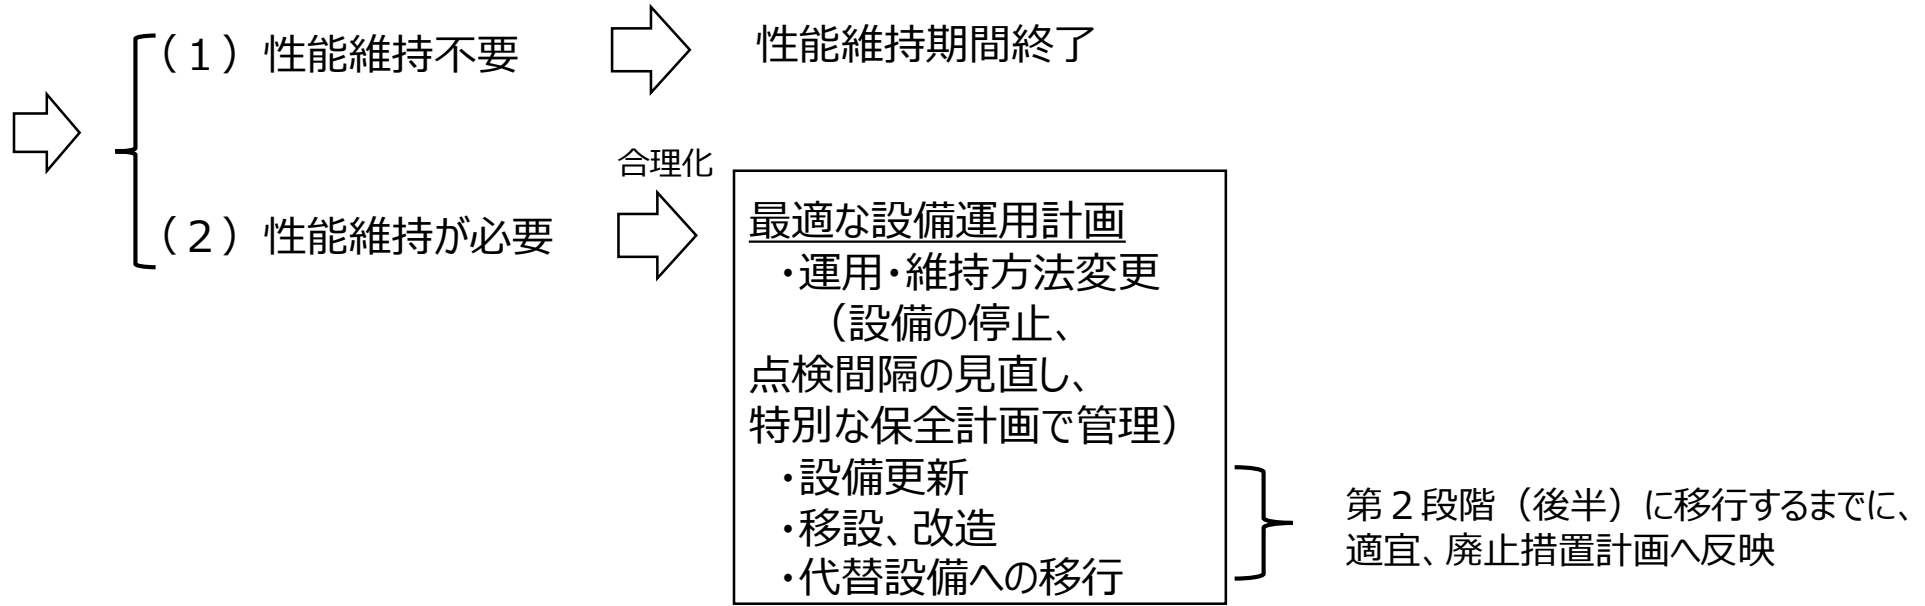 （１）性能維持不要
性能維持期間終了
合理化
（２）性能維持が必要
最適な設備運用計画
・運用・維持方法変更
（設備の停止、
点検間隔の見直し、
特別な保全計画で管理）
・設備更新
・移設、改造
・代替設備への移行
第２段階（後半）に移行するまでに、
適宜、廃止措置計画へ反映